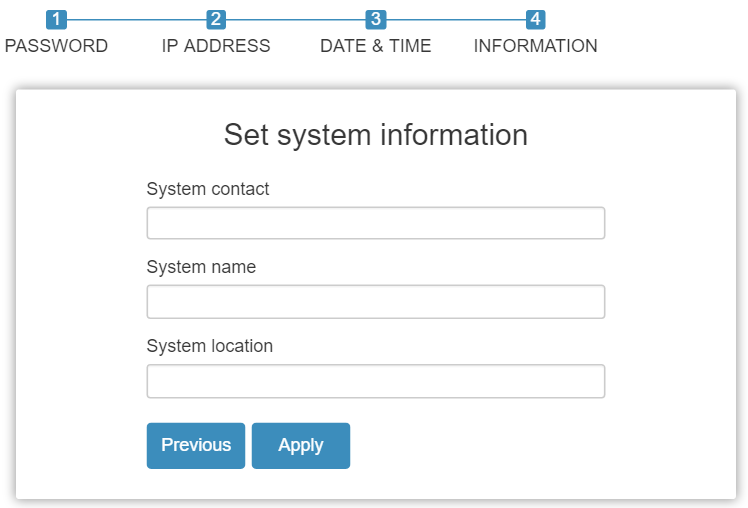 1 2 3 4
PASSWORD IP ADDRESS DATE & TIME INFORMATION
Set system information
System contact
System name
System location
Previous Apply